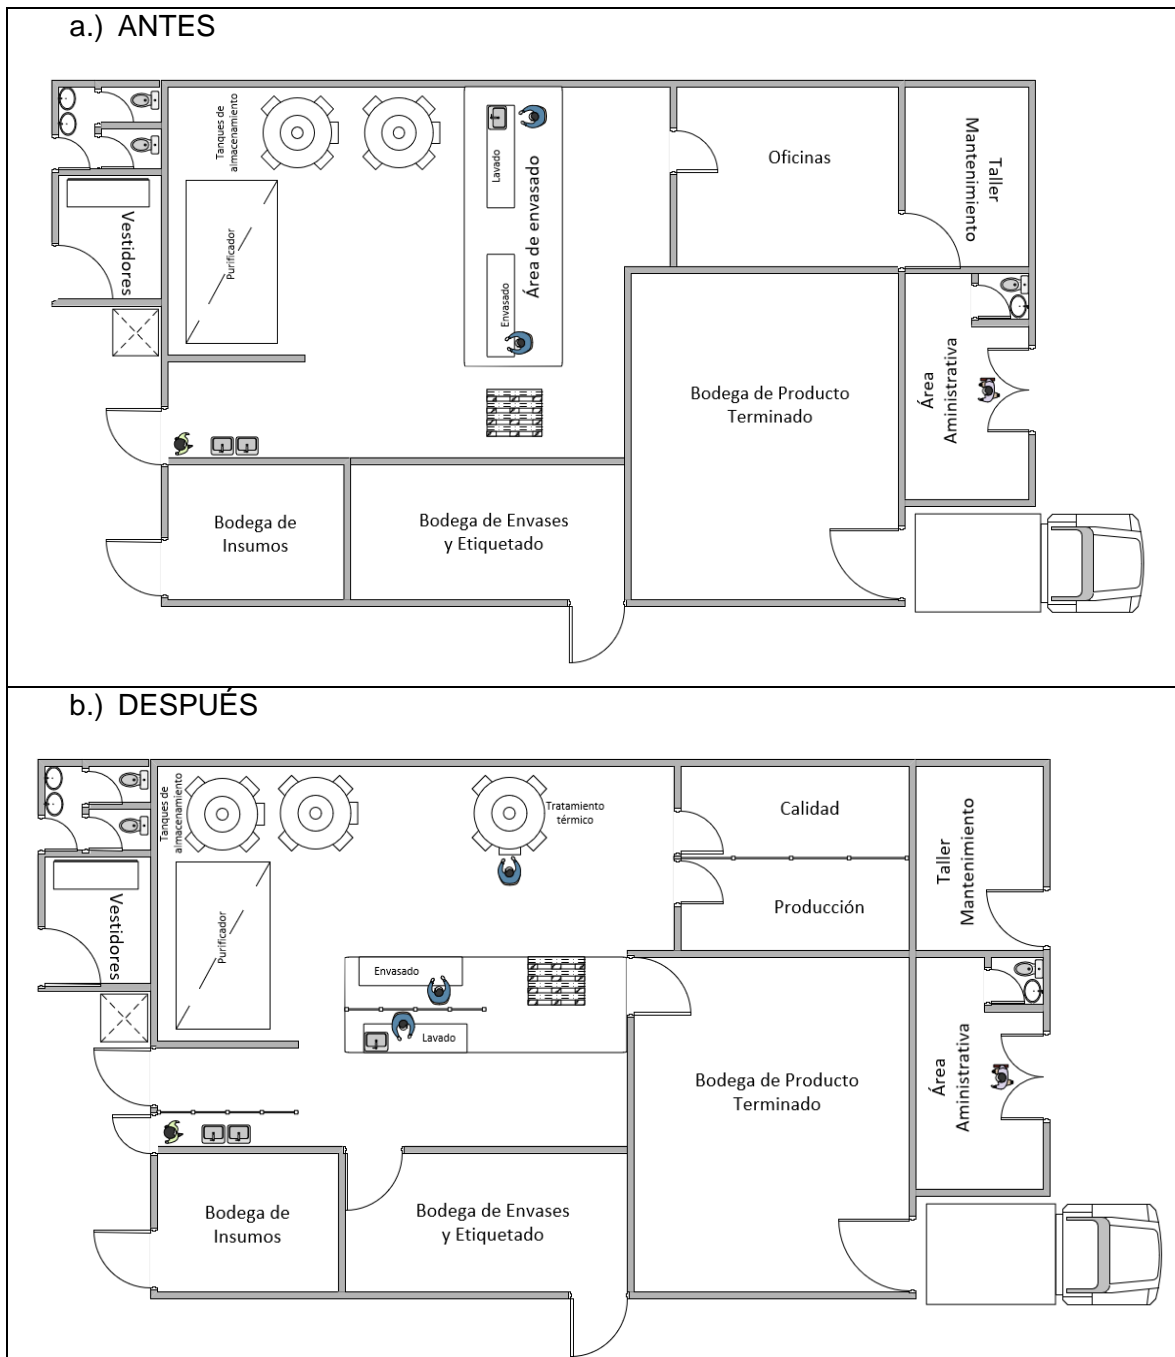 a.) ANTES
Tanques de
almacenamiento
Purificador
Vestidores
Lavado
Envasado
Área de envasado
Oficinas
Taller
Mantenimiento
Bodega de Producto
Terminado
Área
Aministrativa
Bodega de
Insumos
Bodega de Envases
y Etiquetado
b.) DESPUÉS
Tanques de
almacenamiento
Tratamiento
térmico
Calidad
Producción
Taller
Mantenimiento
Vestidores
Purificador
Envasado
Lavado
Bodega de Producto
Terminado
Área
Aministrativa
Bodega de
Insumos
Bodega de Envases
y Etiquetado